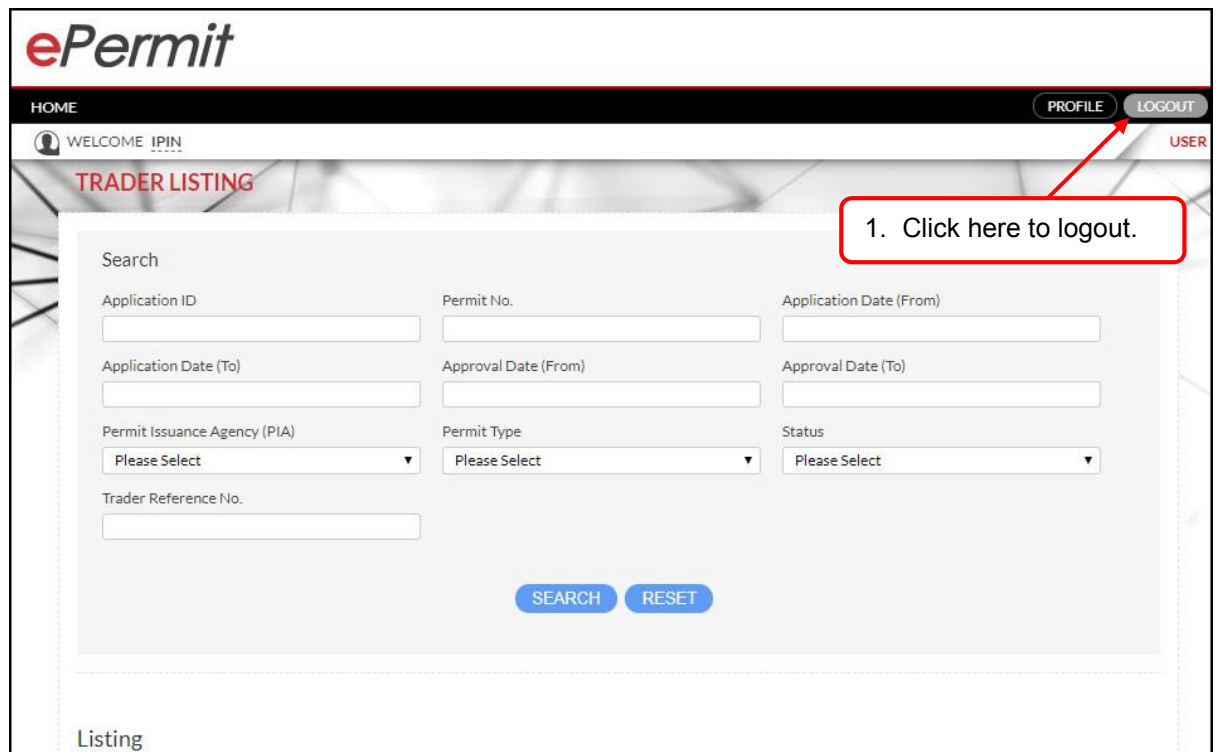 ePermit
HOME PROFILE LOGOUT
WELCOME IPIN USER
TRADER LISTING
1. Click here to logout.
Search
Application ID Permit No. Application Date (From)
Application Date (To) Approval Date (From) Approval Date (To)
Permit Issuance Agency (PIA) Permit Type Status
Please Select Please Select Please Select
Trader Reference No.
SEARCH RESET
Listing